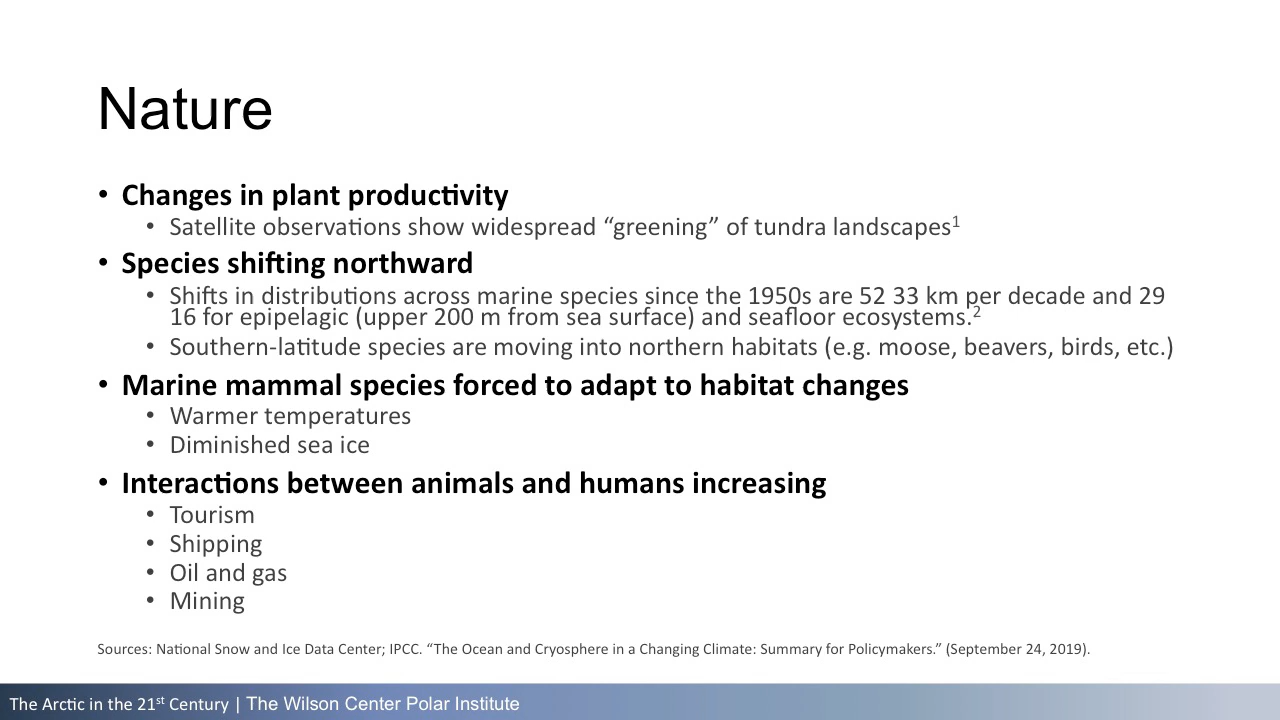 Nature
• Changes in plant productivity
• Satellite observations show widespread “greening” of tundra landscapes1
• Species shifting northward
• Shifts in distributions across marine species since the 1950s are 52 33 km per decade and 29
16 for epipelagic (upper 200 m from sea surface) and seafloor ecosystems.2
• Southern-latitude species are moving into northern habitats (e.g. moose, beavers, birds, etc.)
• Marine mammal species forced to adapt to habitat changes
• Warmer temperatures
• Diminished sea ice
• Interactions between animals and humans increasing
• Tourism
• Shipping
• Oil and gas
• Mining
Sources: National Snow and Ice Data Center; IPCC. “The Ocean and Cryosphere in a Changing Climate: Summary for Policymakers.” (September 24, 2019).
The Arctic in the 21st Century | The Wilson Center Polar Institute